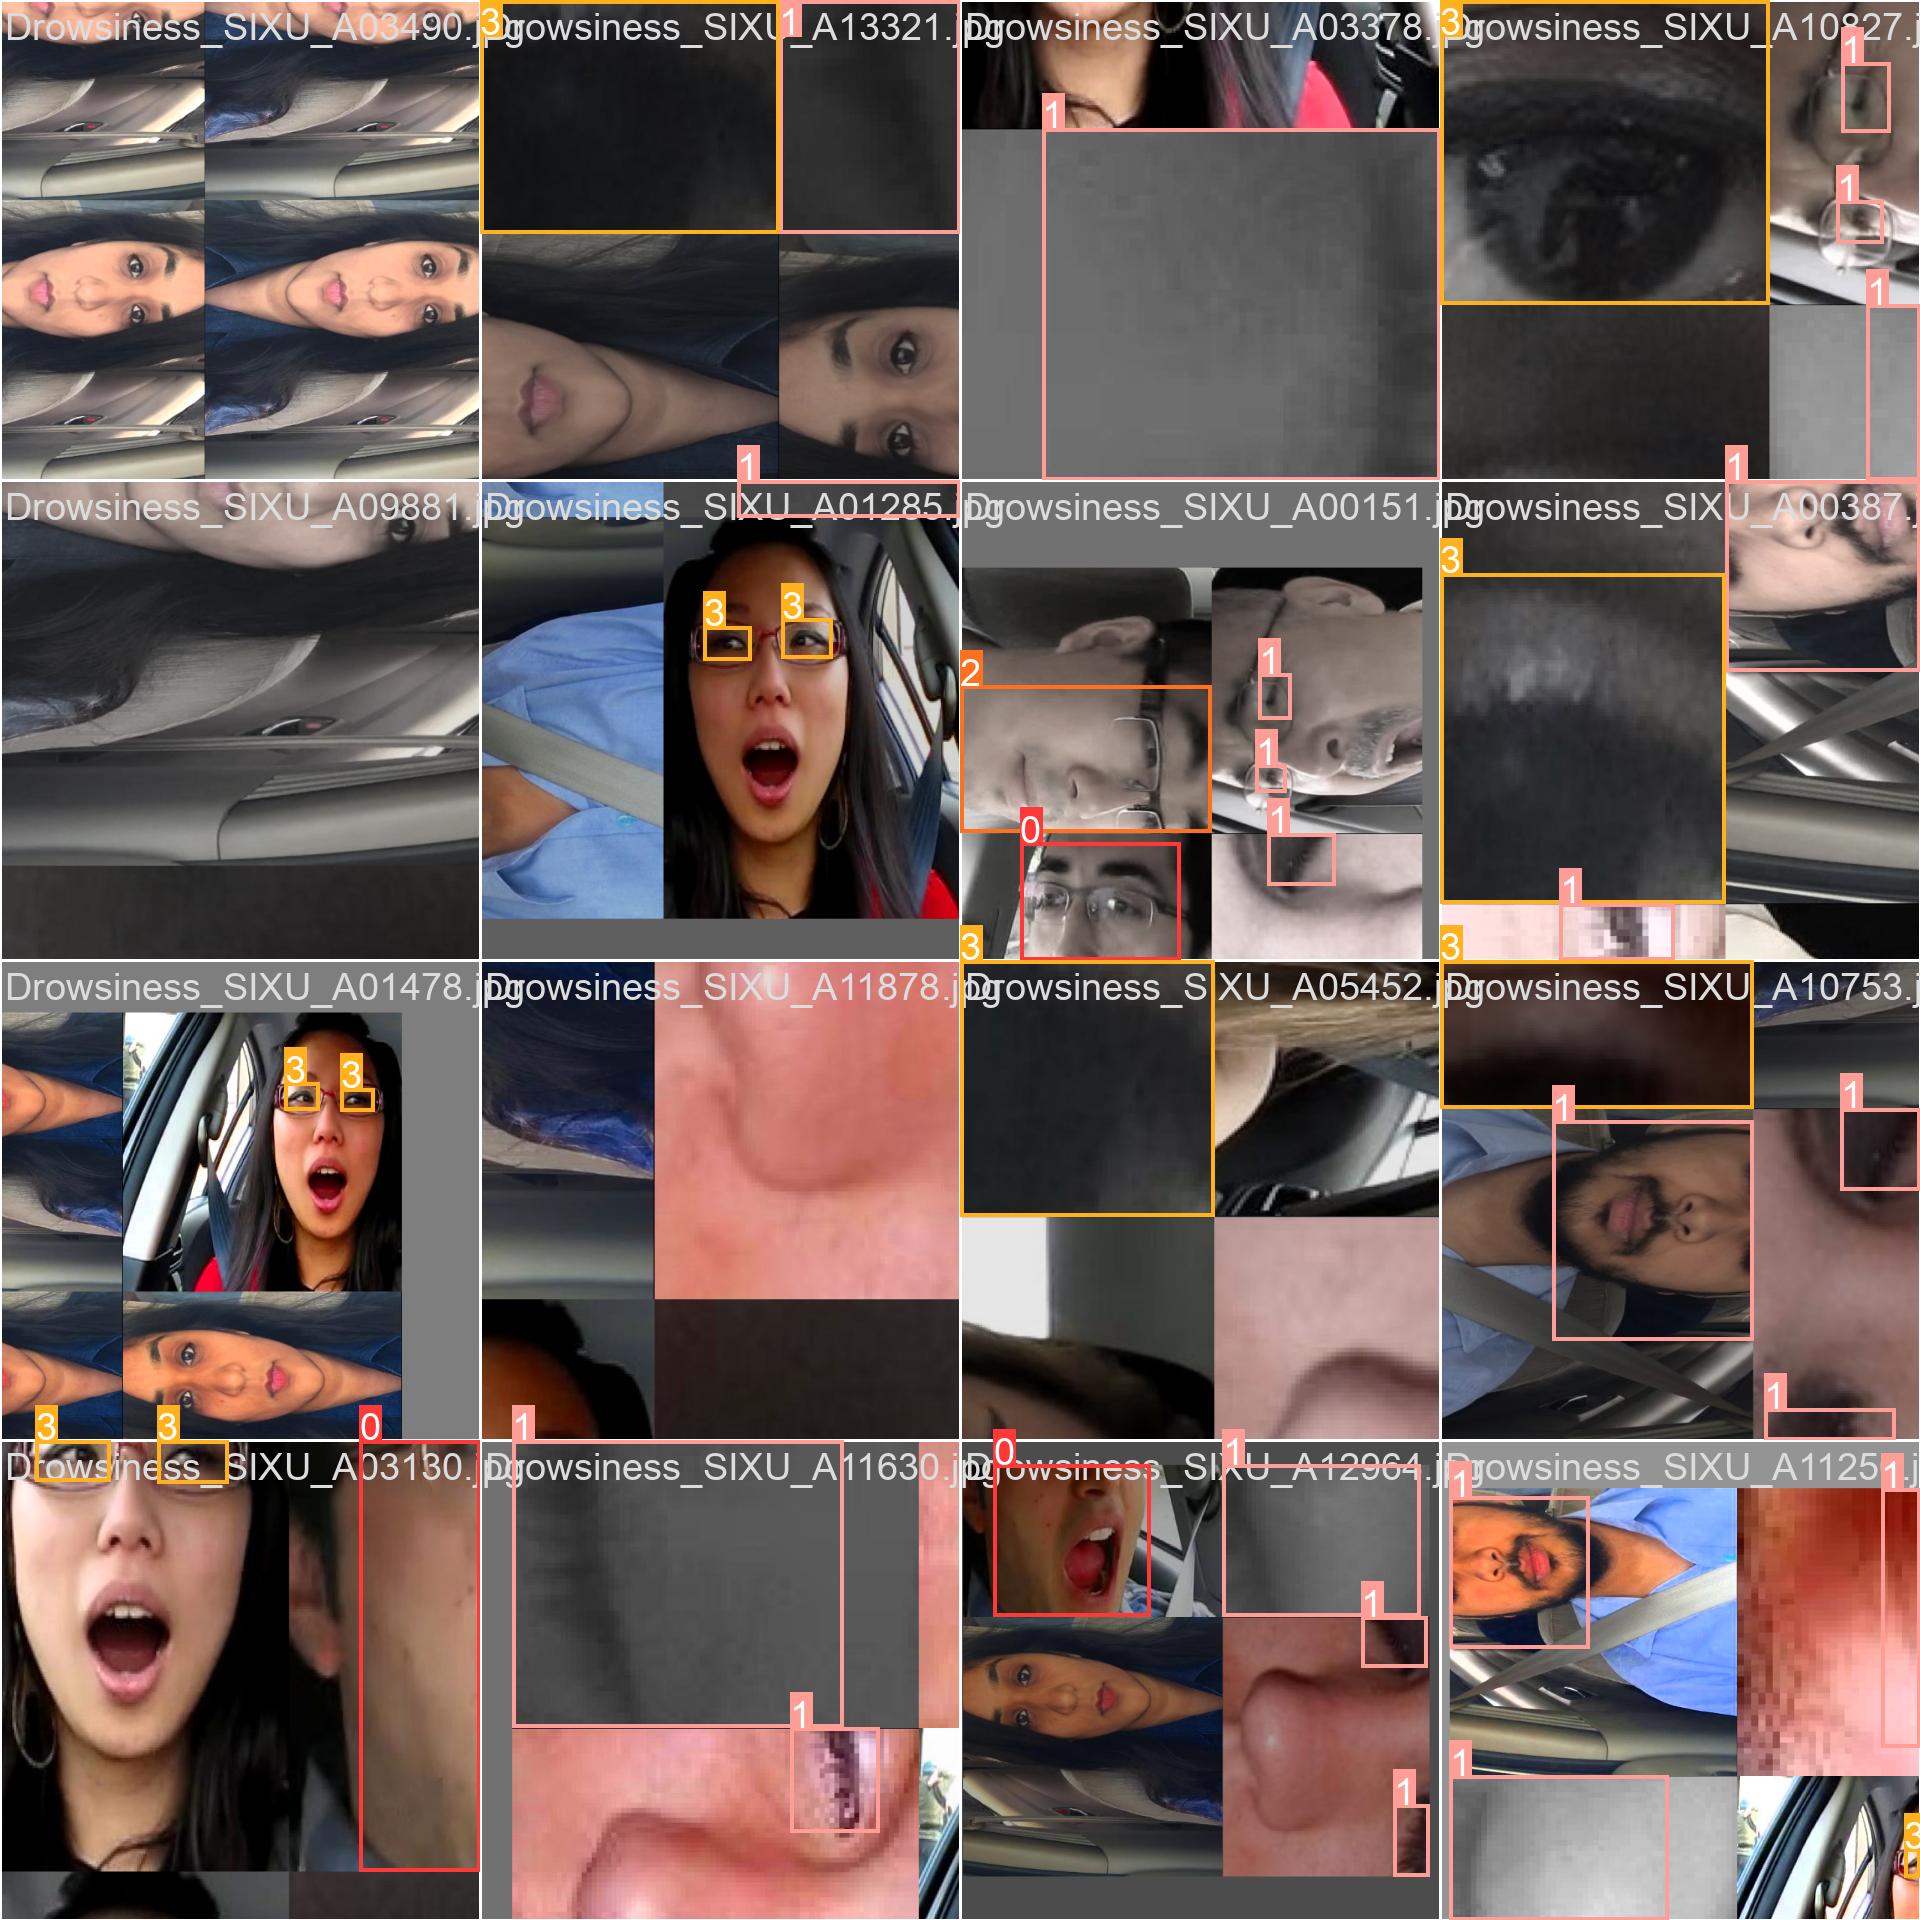 Drowsiness_SIXU_A03490.jpg
Drowsiness_SIXU_A13321.jpg
Drowsiness_SIXU_A03378.jpg
Drowsiness_SIXU_A10827.j
3
1
1
3
1
1
1
Drowsiness_SIXU_A09881.jpg
Drowsiness_SIXU_A01285.jpg
Drowsiness_SIXU_A00151.jpg
Drowsiness_SIXU_A00387.j
1
3
3
2
0
1
1
1
1
3
1
Drowsiness_SIXU_A01478.jpg
Drowsiness_SIXU_A11878.jpg
Drowsiness_SIXU_A05452.jpg
Drowsiness_SIXU_A10753.j
3
3
3
3
1
1
1
Drowsiness_SIXU_A03130.jpg
Drowsiness_SIXU_A11630.jpg
Drowsiness_SIXU_A12964.jpg
Drowsiness_SIXU_A1125
3
3
0
1
1
0
1
1
1
1
1
1
3